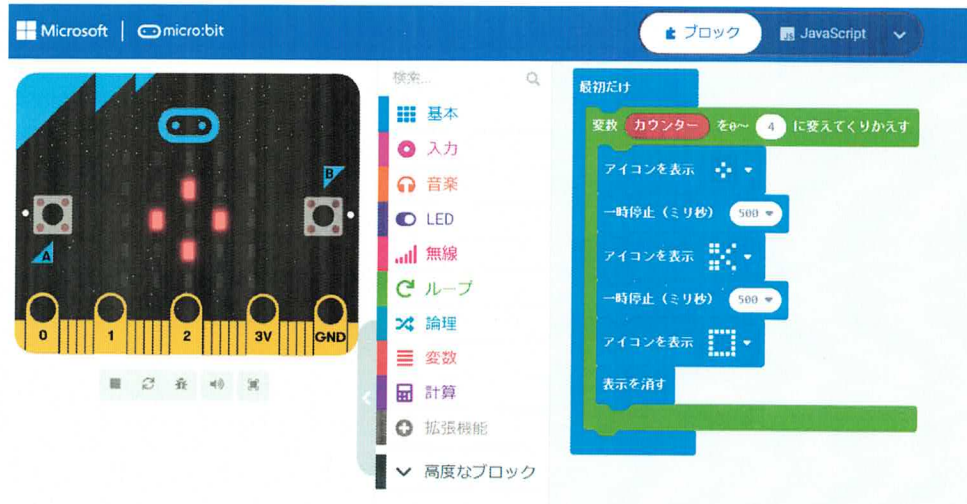 Microsoft | micro:bit
ブロック
JS JavaScript
検索...
基本
入力
音楽
LED
無線
ループ
論理
変数
計算
拡張機能
高度なブロック
A
B
0 1 2 3V GND
最初だけ
変数 カウンター を0～ 4 に変えてくりかえす
アイコンを表示
一時停止（ミリ秒） 500
アイコンを表示
一時停止（ミリ秒） 500
アイコンを表示
表示を消す